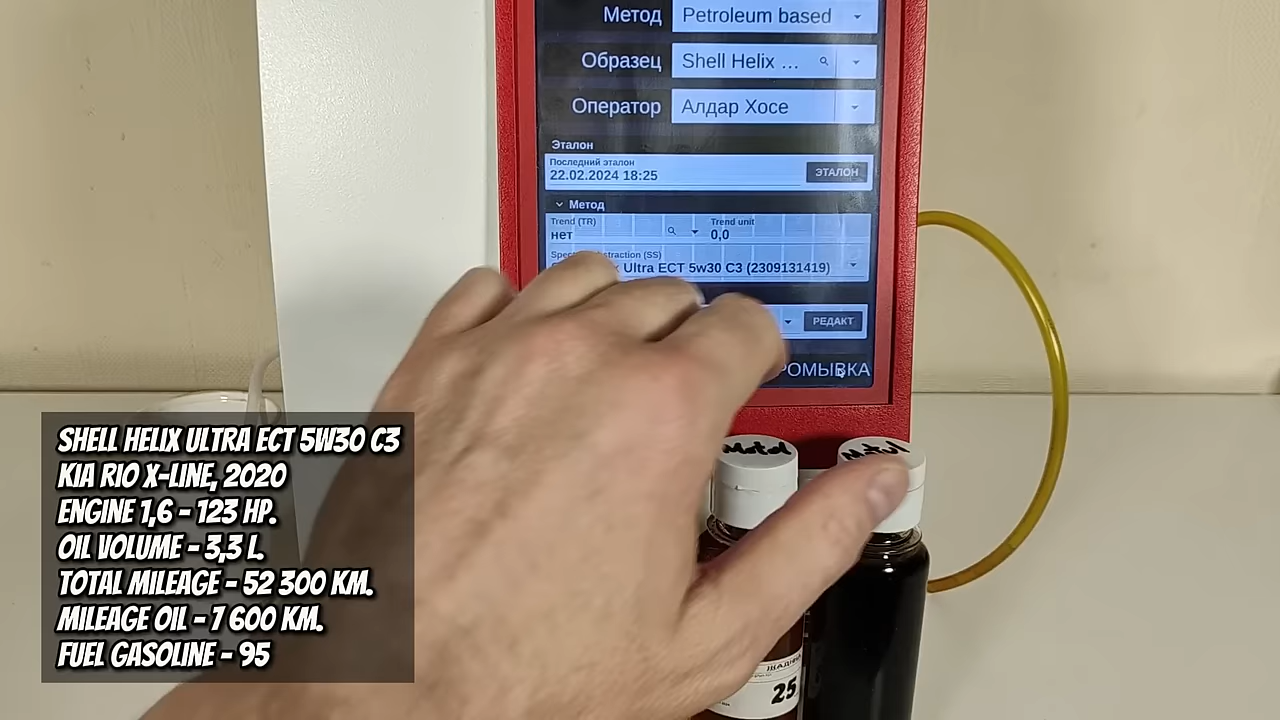 Метод Petroleum based
Образец Shell Helix ...
Оператор Алдар Хосе
Эталон
Последний эталон
22.02.2024 18:25
ЭТАЛОН
Метод
Trend (TR) Trend unit
нет 0,0
Ultra ECT 5w30 C3 (2309131419)
РЕДАКТ
РОМЫВКА
SHELL HELIX ULTRA ECT 5W30 C3
KIA RIO X-LINE, 2020
ENGINE 1,6 - 123 HP.
OIL VOLUME - 3,3 L.
TOTAL MILEAGE - 52 300 KM.
MILEAGE OIL - 7 600 KM.
FUEL GASOLINE - 95
Motul
Motul
25